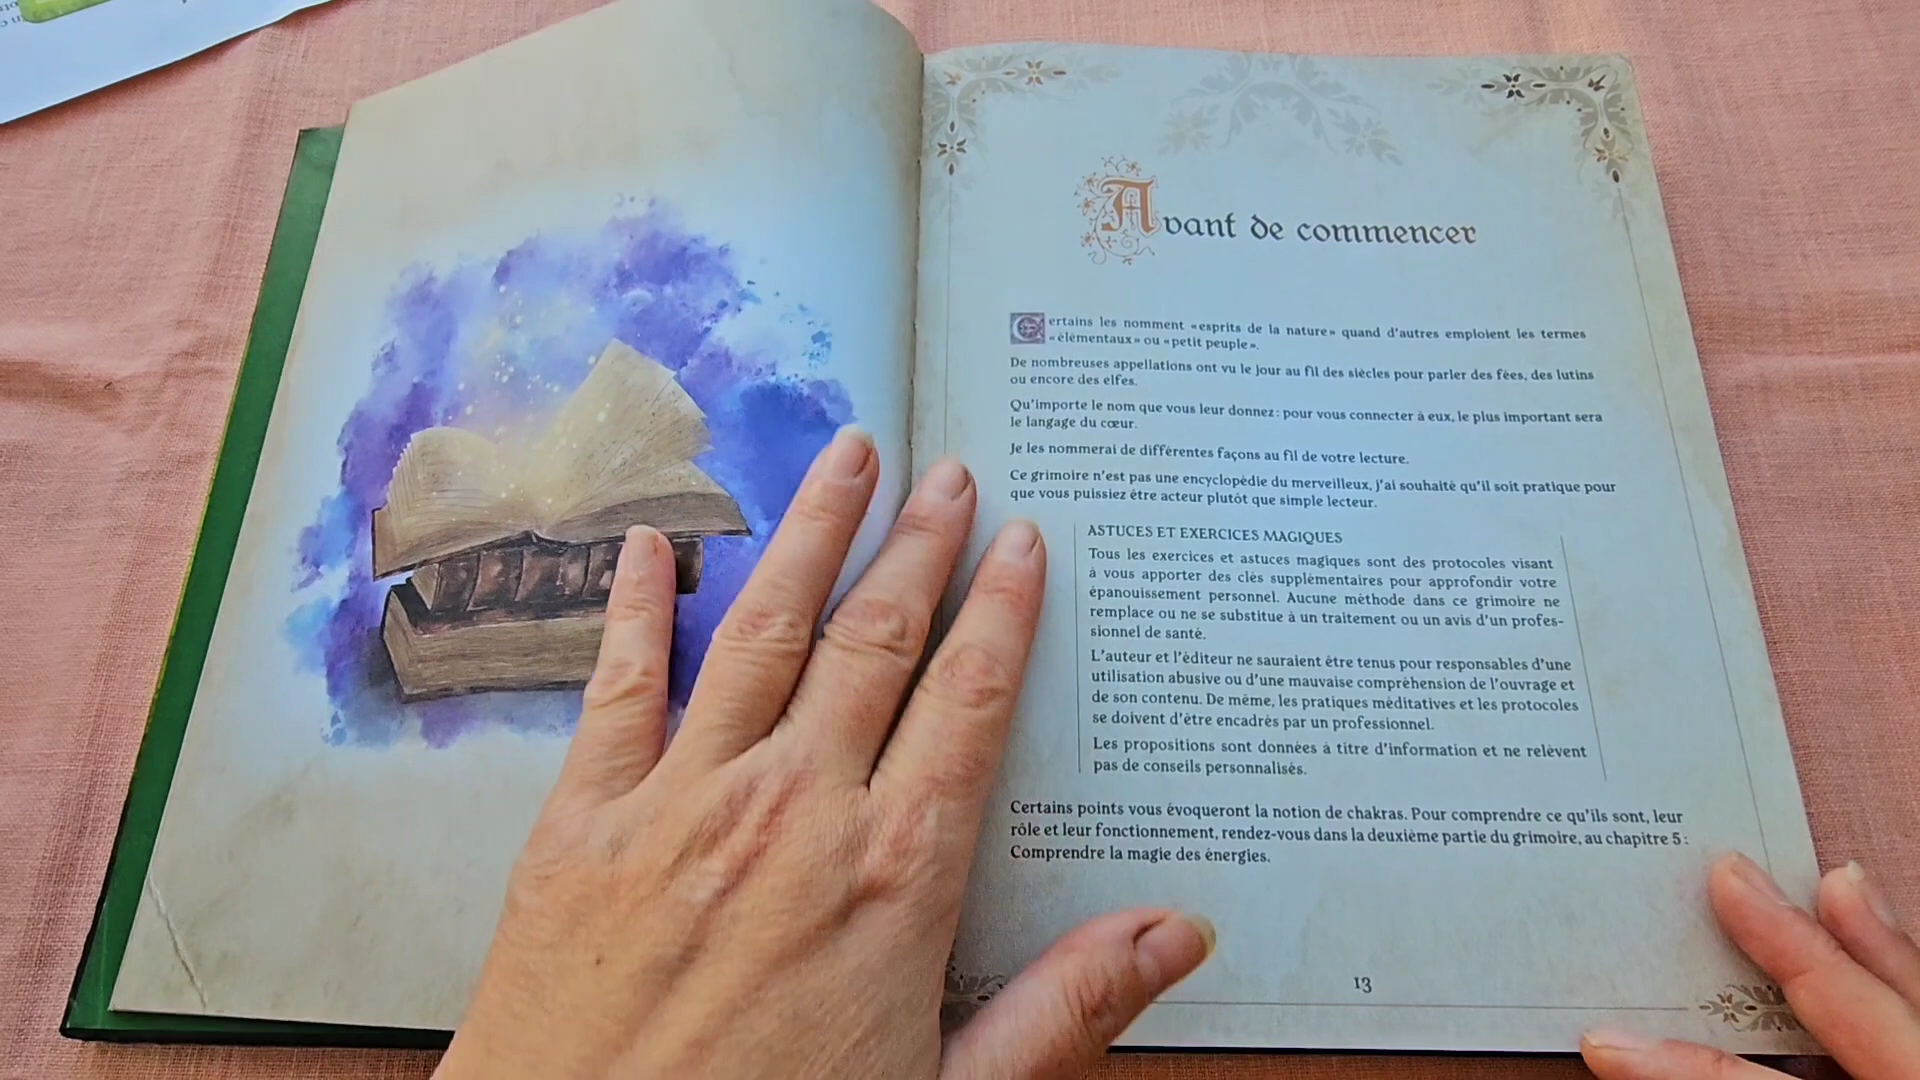 Avant de commencer
Certains les nomment «esprits de la nature» quand d'autres emploient les termes
«élémentaux» ou «petit peuple».
De nombreuses appellations ont vu le jour au fil des siècles pour parler des fées, des lutins
ou encore des elfes.
Qu'importe le nom que vous leur donnez : pour vous connecter à eux, le plus important sera
le langage du cœur.
Je les nommerai de différentes façons au fil de votre lecture.
Ce grimoire n'est pas une encyclopédie du merveilleux, j'ai souhaité qu'il soit pratique pour
que vous puissiez être acteur plutôt que simple lecteur.
ASTUCES ET EXERCICES MAGIQUES
Tous les exercices et astuces magiques sont des protocoles visant
à vous apporter des clés supplémentaires pour approfondir votre
épanouissement personnel. Aucune méthode dans ce grimoire ne
remplace ou ne se substitue à un traitement ou un avis d'un profes-
sionnel de santé.
L'auteur et l'éditeur ne sauraient être tenus pour responsables d'une
utilisation abusive ou d'une mauvaise compréhension de l'ouvrage et
de son contenu. De même, les pratiques méditatives et les protocoles
se doivent d'être encadrés par un professionnel.
Les propositions sont données à titre d'information et ne relèvent
pas de conseils personnalisés.
Certains points vous évoqueront la notion de chakras. Pour comprendre ce qu'ils sont, leur
rôle et leur fonctionnement, rendez-vous dans la deuxième partie du grimoire, au chapitre 5 :
Comprendre la magie des énergies.
13